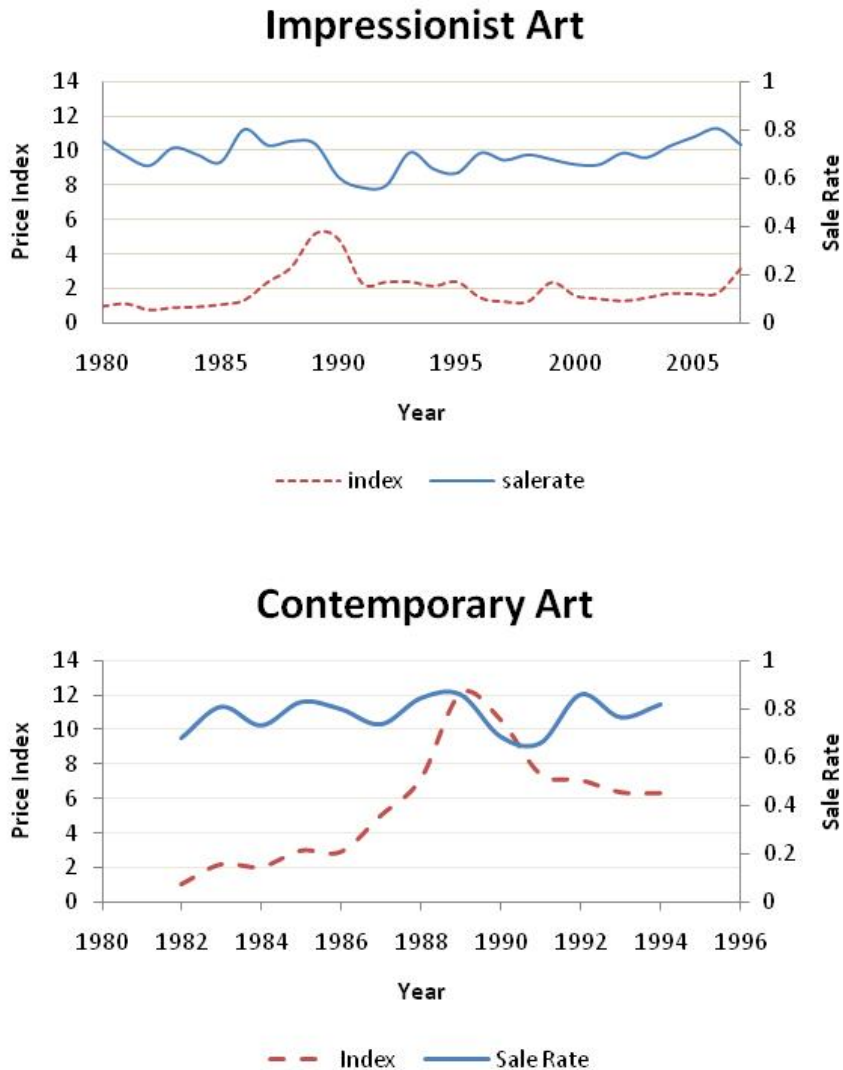 Impressionist Art
14
12
10
8
6
4
2
0
Price Index
1
0.8
0.6
0.4
0.2
0
Sale Rate
1980 1985 1990 1995 2000 2005
Year
index salerate
Contemporary Art
14
12
10
8
6
4
2
0
Price Index
1
0.8
0.6
0.4
0.2
0
Sale Rate
1980 1982 1984 1986 1988 1990 1992 1994 1996
Year
Index Sale Rate